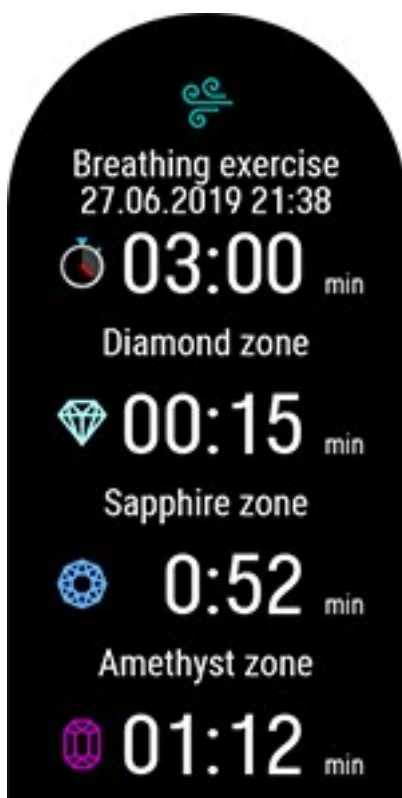 Breathing exercise
27.06.2019 21:38
03:00 min
Diamond zone
00:15 min
Sapphire zone
0:52 min
Amethyst zone
01:12 min